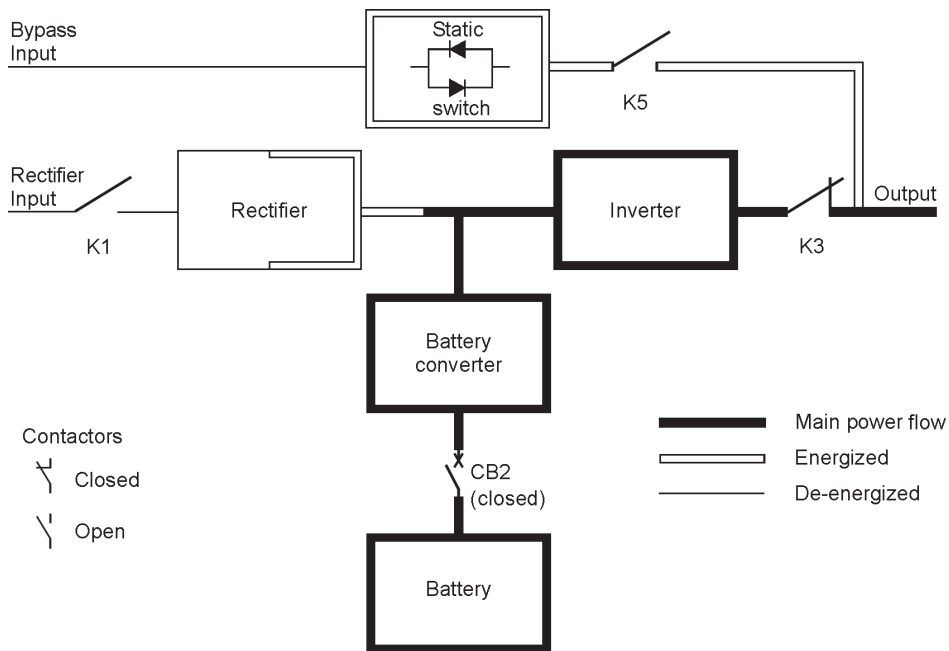 Bypass
Input
Static
switch
K5
Rectifier
Input
K1
Rectifier
Inverter
K3
Output
Battery
converter
CB2
(closed)
Battery
Contactors
Closed
Open
Main power flow
Energized
De-energized